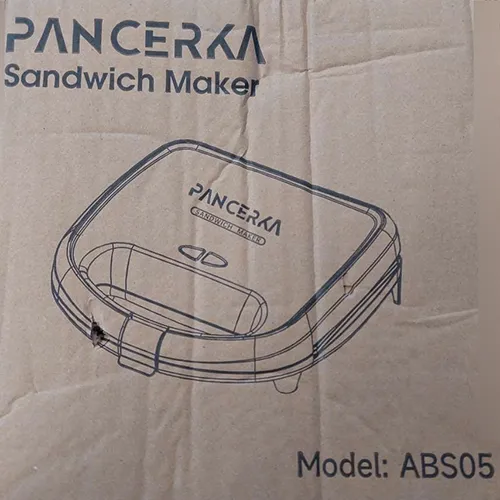 PANCERKA
Sandwich Maker
PANCERKA
SANDWICH MAKER
Model: ABS05